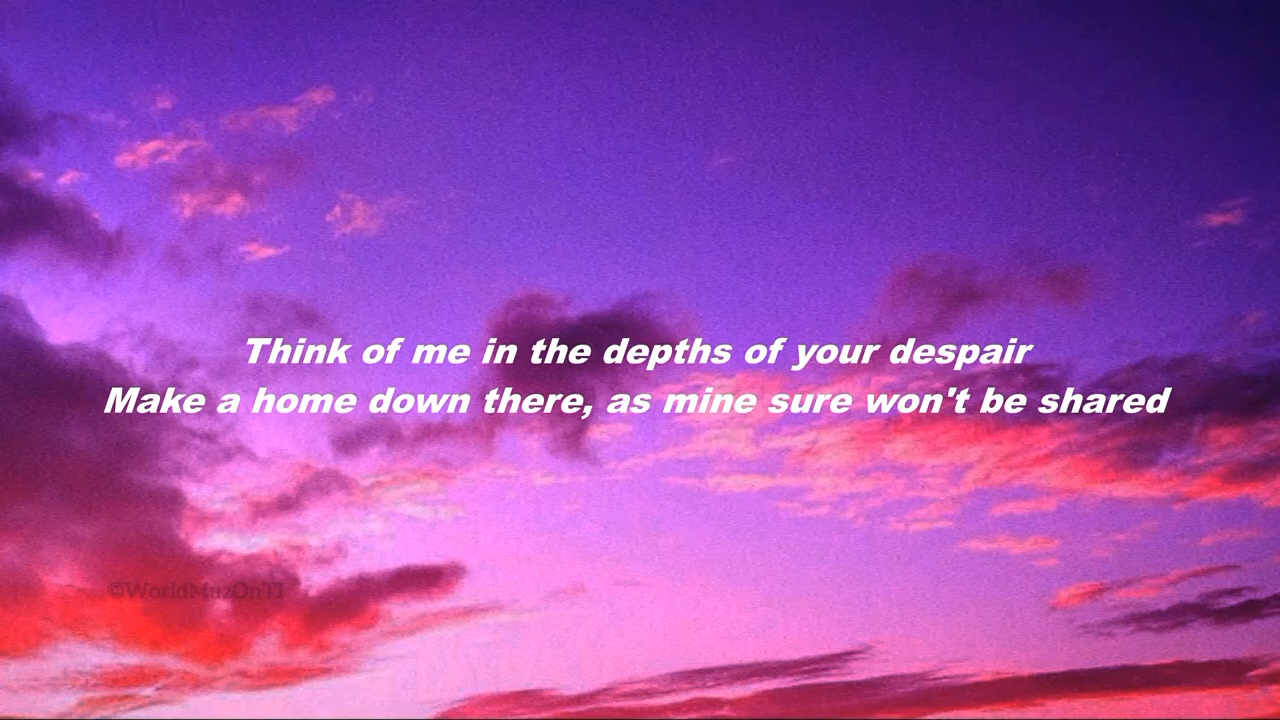 Think of me in the depths of your despair
Make a home down there, as mine sure won't be shared
©WorldMuzOnTJ